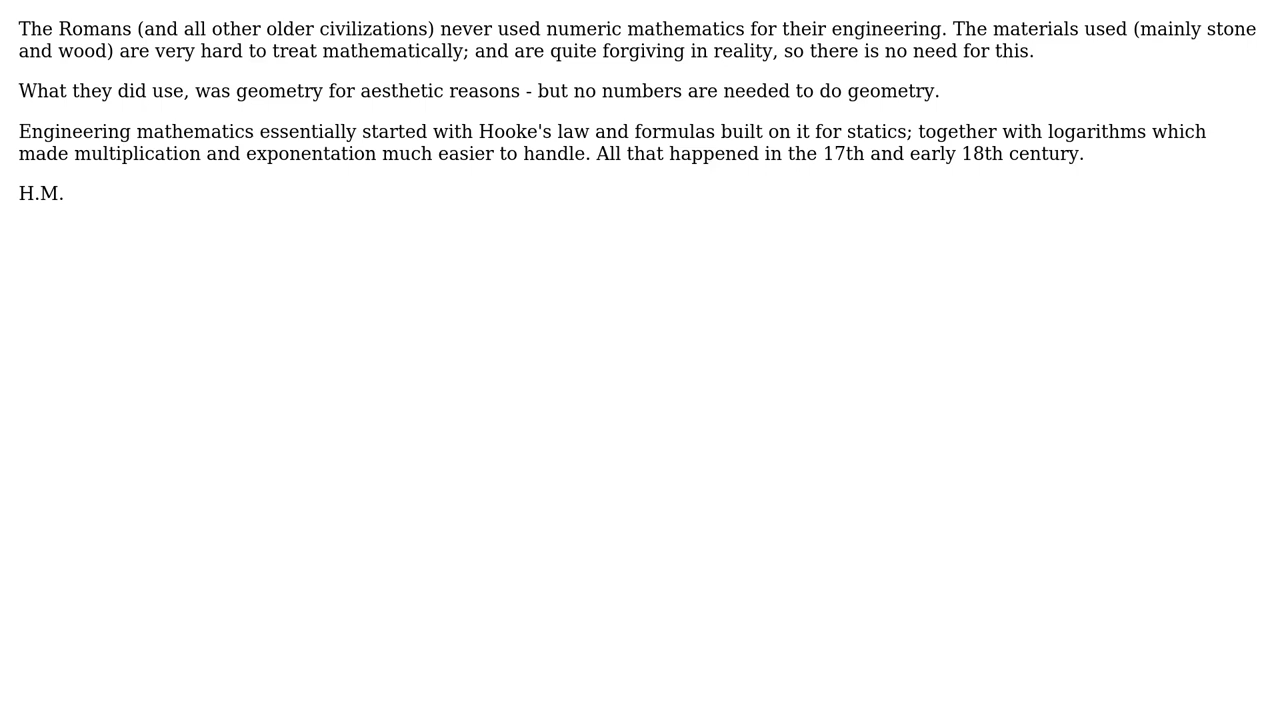 The Romans (and all other older civilizations) never used numeric mathematics for their engineering. The materials used (mainly stone
and wood) are very hard to treat mathematically; and are quite forgiving in reality, so there is no need for this.
What they did use, was geometry for aesthetic reasons - but no numbers are needed to do geometry.
Engineering mathematics essentially started with Hooke's law and formulas built on it for statics; together with logarithms which
made multiplication and exponentation much easier to handle. All that happened in the 17th and early 18th century.
H.M.